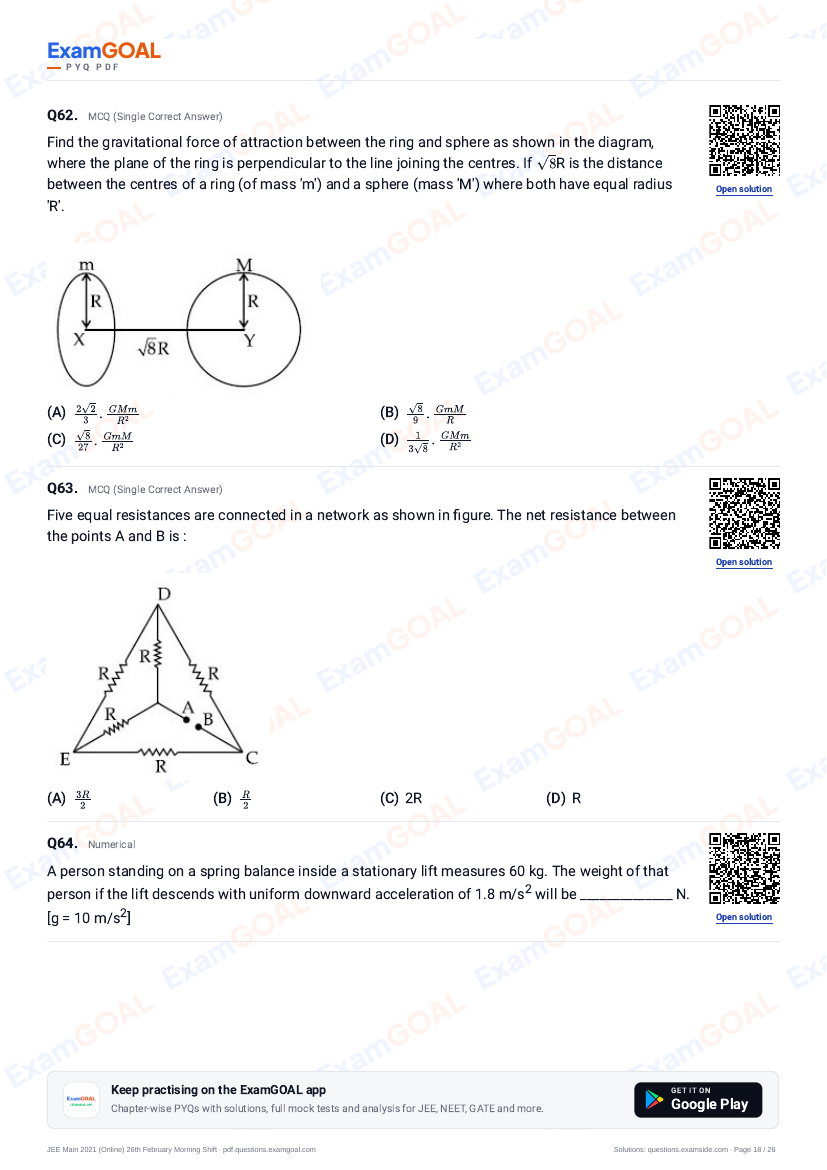 ExamGOAL
PYQ PDF
Q62. MCQ (Single Correct Answer)
Find the gravitational force of attraction between the ring and sphere as shown in the diagram,
where the plane of the ring is perpendicular to the line joining the centres. If √8R is the distance
between the centres of a ring (of mass 'm') and a sphere (mass 'M') where both have equal radius
'R'.
Open solution
m M
R R
X Y
√8R
(A) 2√2/3 . GMm/R² (B) √8/9 . GmM/R
(C) √8/27 . GmM/R² (D) 1/3√8 . GMm/R²
Q63. MCQ (Single Correct Answer)
Five equal resistances are connected in a network as shown in figure. The net resistance between
the points A and B is :
Open solution
D
R
R R
A
R B
E C
R
(A) 3R/2 (B) R/2 (C) 2R (D) R
Q64. Numerical
A person standing on a spring balance inside a stationary lift measures 60 kg. The weight of that
person if the lift descends with uniform downward acceleration of 1.8 m/s² will be ______________ N.
[g = 10 m/s²]
Open solution
Keep practising on the ExamGOAL app
Chapter-wise PYQs with solutions, full mock tests and analysis for JEE, NEET, GATE and more.
GET IT ON
Google Play
JEE Main 2021 (Online) 26th February Morning Shift · pdf.questions.examgoal.com
Solutions: questions.examside.com · Page 18 / 26